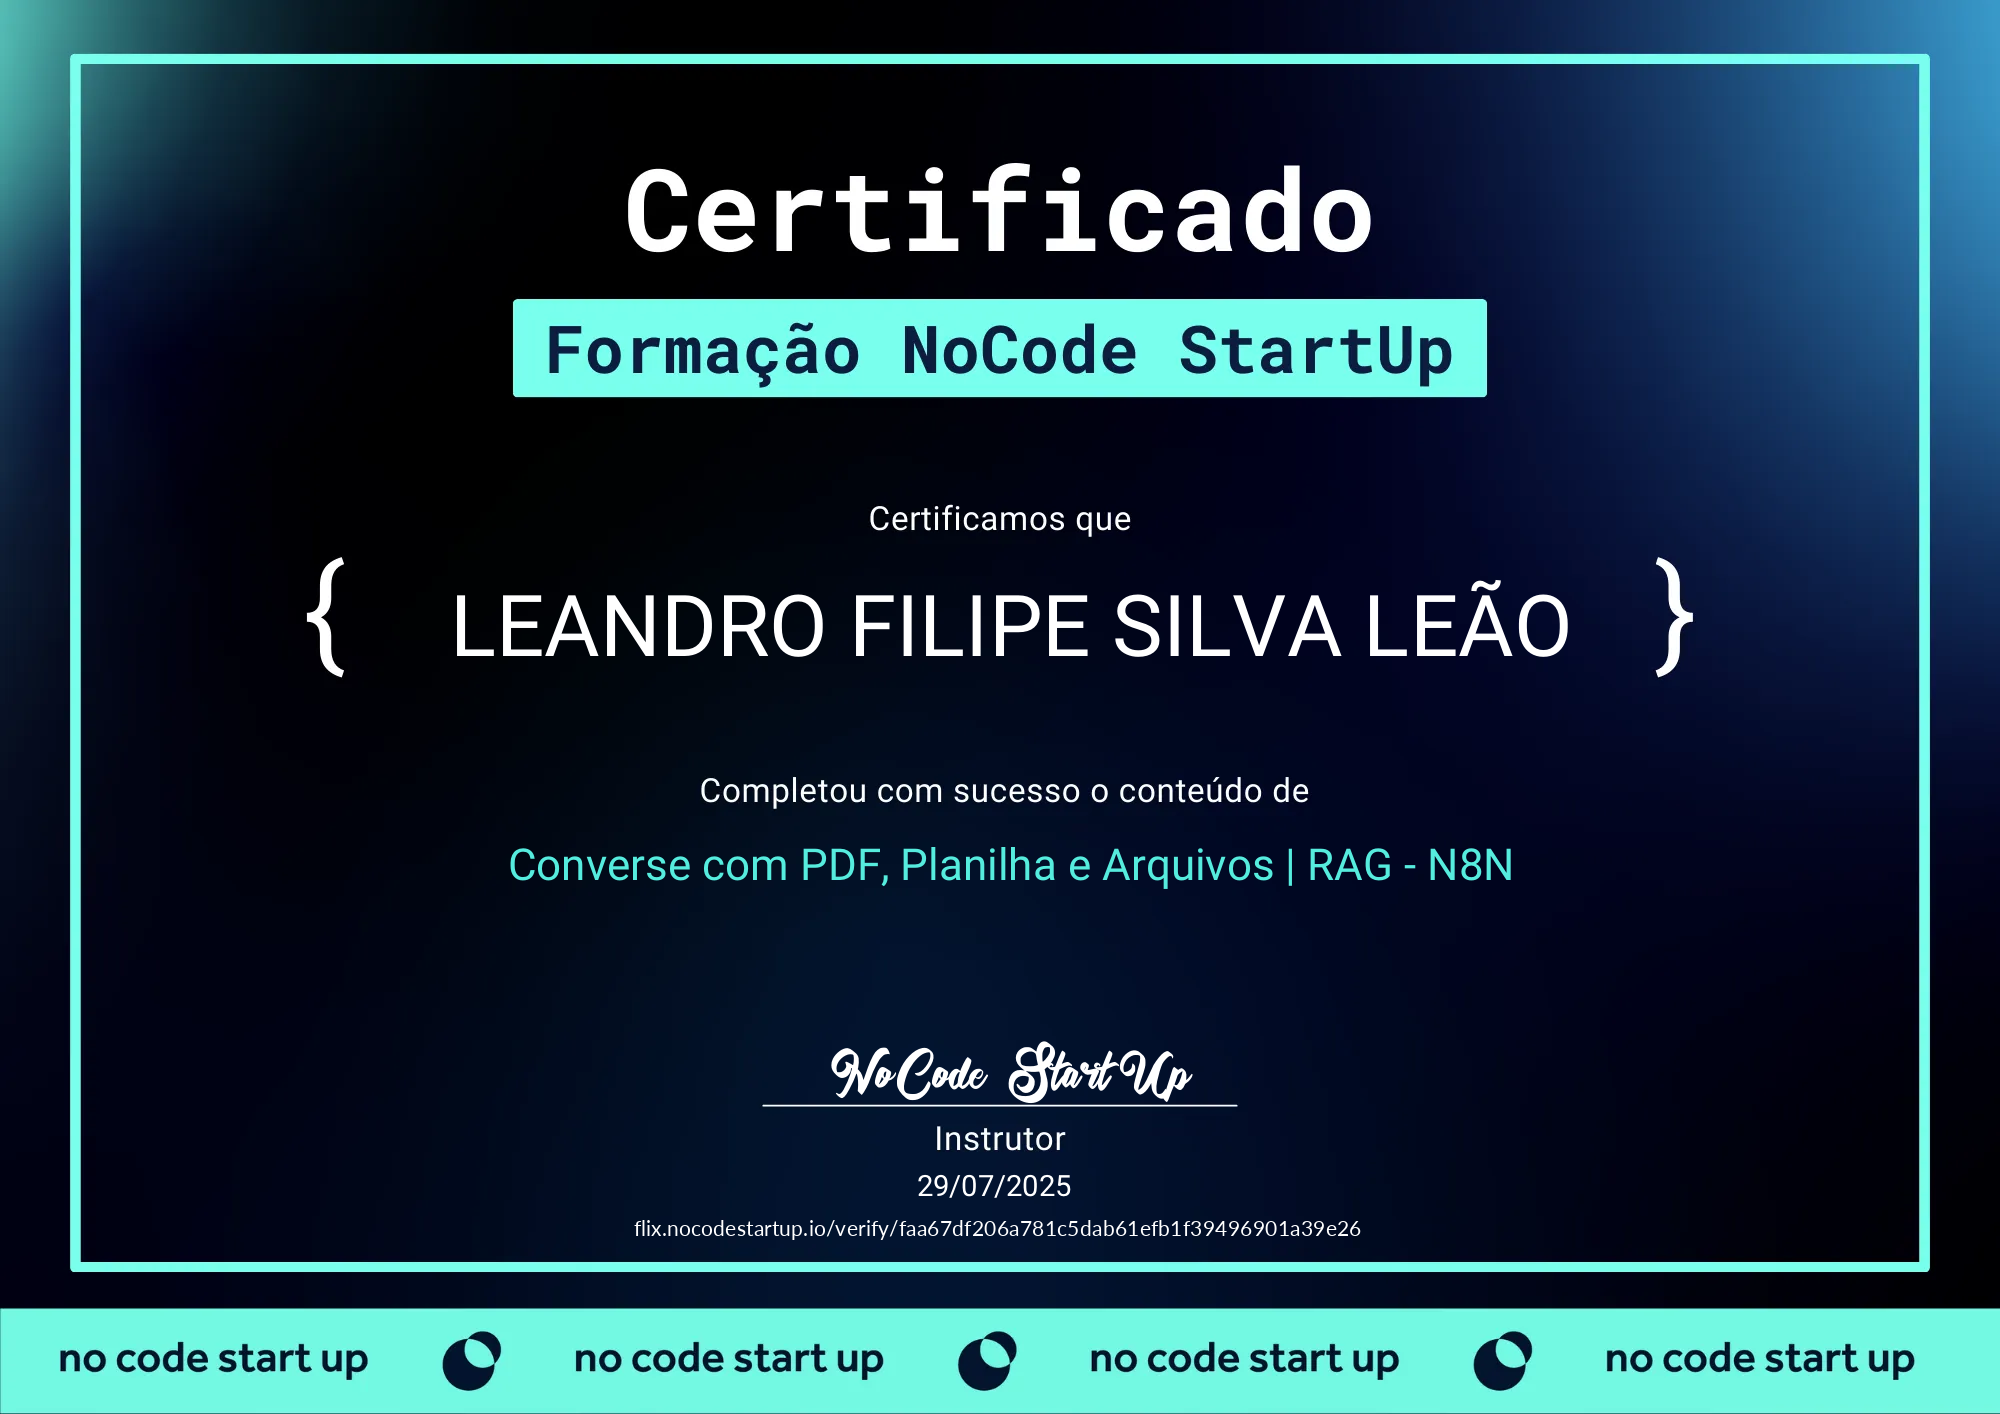 Certificado
Formação NoCode StartUp
Certificamos que
{ LEANDRO FILIPE SILVA LEÃO }
Completou com sucesso o conteúdo de
Converse com PDF, Planilha e Arquivos | RAG - N8N
NoCode StartUp
Instrutor
29/07/2025
flix.nocodestartup.io/verify/faa67df206a781c5dab61efb1f39496901a39e26
no code start up no code start up no code start up no code start up